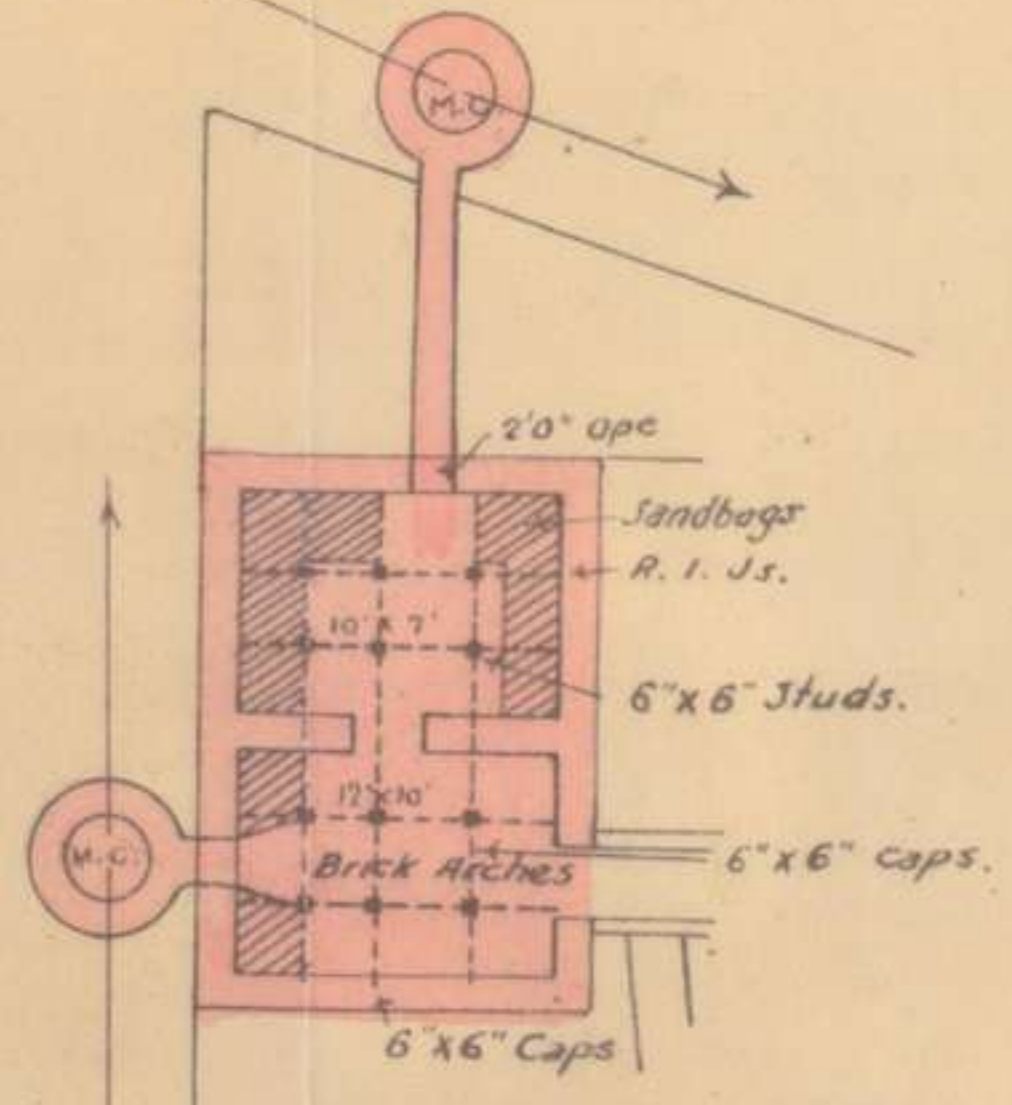 M.C.
2'0" Ope
Sandbags
R. I. Js.
10' x 7'
6"x 6" Studs.
12'x10'
M.C.
Brick Arches
6"x 6" caps.
6"x6" Caps